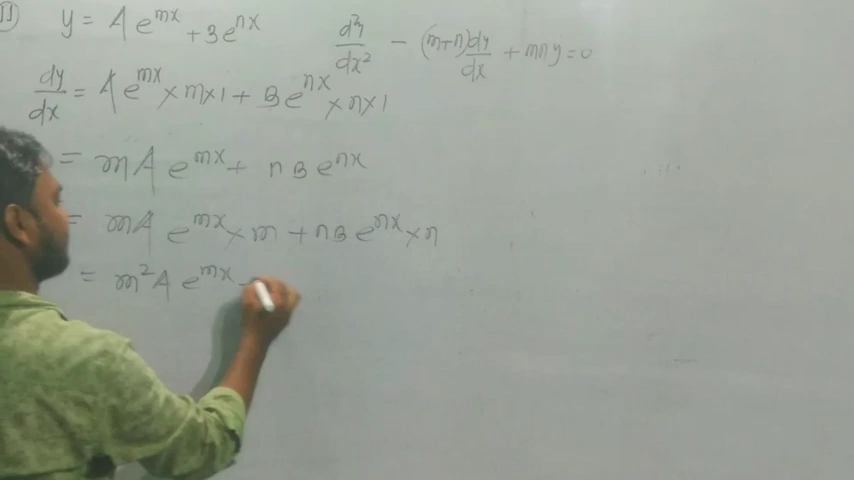 11 y = Ae^{mx} + Be^{nx} d²y/dx² - (m+n)dy/dx + mny = 0
dy/dx = Ae^{mx} × m×1 + Be^{nx} × n×1
= mAe^{mx} + nBe^{nx}
= mAe^{mx} × m + nBe^{nx} × n
= m²Ae^{mx} -